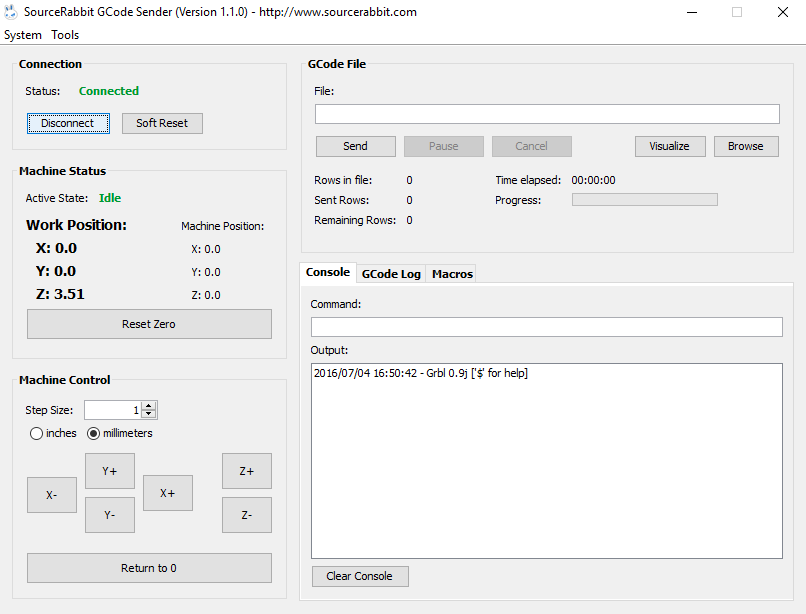 SourceRabbit GCode Sender (Version 1.1.0) - http://www.sourcerabbit.com
System Tools
Connection
Status: Connected
Disconnect Soft Reset
Machine Status
Active State: Idle
Work Position: Machine Position:
X: 0.0 X: 0.0
Y: 0.0 Y: 0.0
Z: 3.51 Z: 0.0
Reset Zero
Machine Control
Step Size: 1
inches millimeters
Y+ Z+
X- X+
Y- Z-
Return to 0
GCode File
File:
Send Pause Cancel Visualize Browse
Rows in file: 0 Time elapsed: 00:00:00
Sent Rows: 0 Progress:
Remaining Rows: 0
Console GCode Log Macros
Command:
Output:
2016/07/04 16:50:42 - Grbl 0.9j ['$' for help]
Clear Console